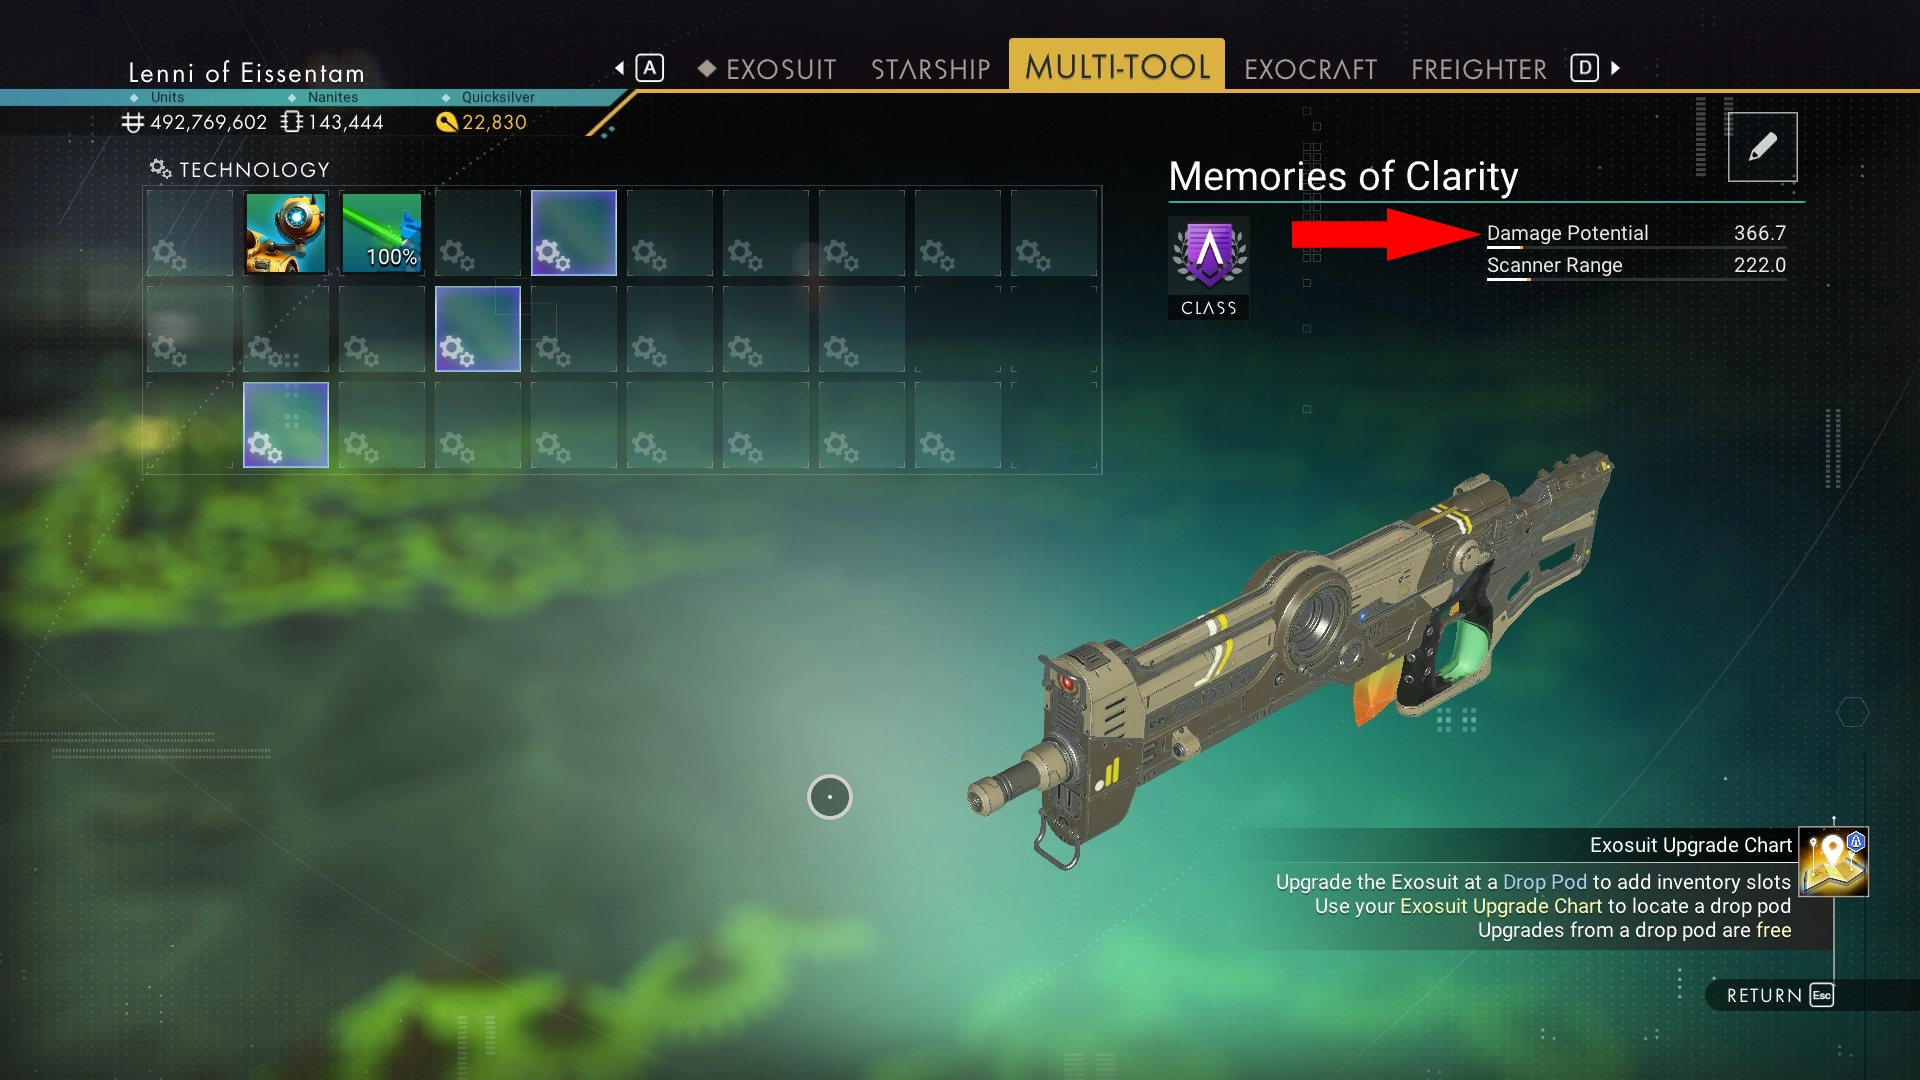 Lenni of Eissentam
Units Nanites Quicksilver
492,769,602 143,444 22,830
A EXOSUIT STARSHIP MULTI-TOOL EXOCRAFT FREIGHTER D
TECHNOLOGY
100%
Memories of Clarity
CLASS
Damage Potential 366.7
Scanner Range 222.0
Exosuit Upgrade Chart
Upgrade the Exosuit at a Drop Pod to add inventory slots
Use your Exosuit Upgrade Chart to locate a drop pod
Upgrades from a drop pod are free
RETURN Esc